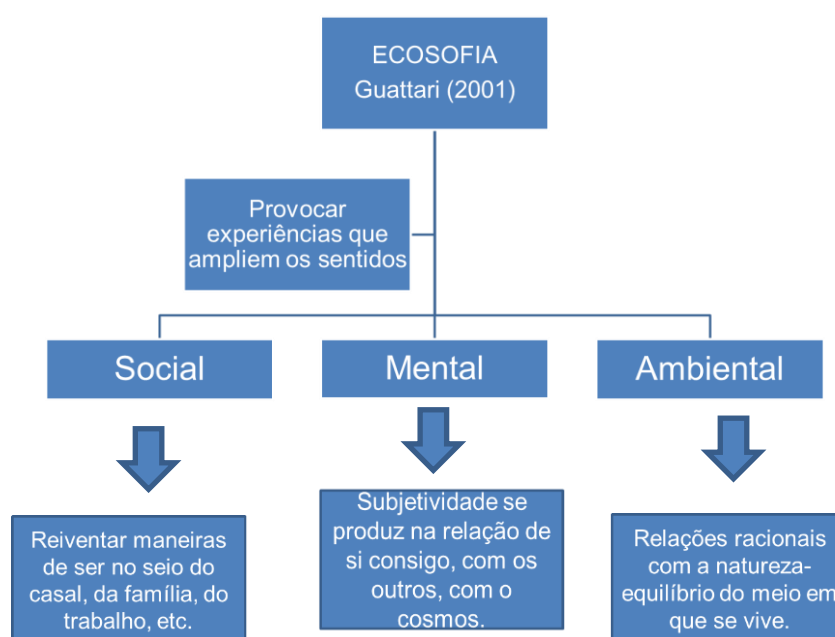 ECOSOFIA
Guattari (2001)
Provocar
experiências que
ampliem os sentidos
Social
Mental
Ambiental
Reiventar maneiras
de ser no seio do
casal, da família, do
trabalho, etc.
Subjetividade se
produz na relação de
si consigo, com os
outros, com o
cosmos.
Relações racionais
com a natureza-
equilíbrio do meio em
que se vive.